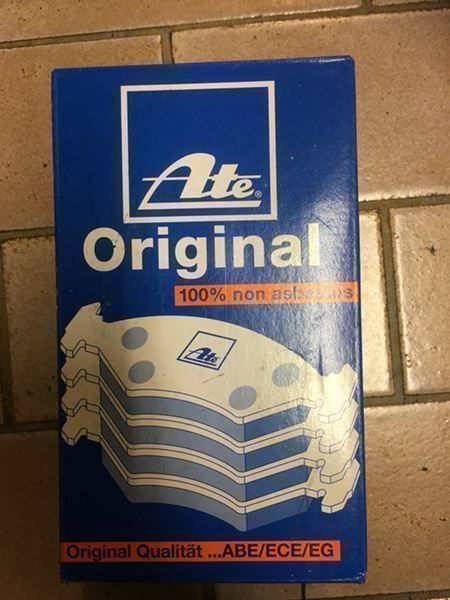 Ate®
Original
100% non asbestos
Ate
Original Qualität ...ABE/ECE/EG